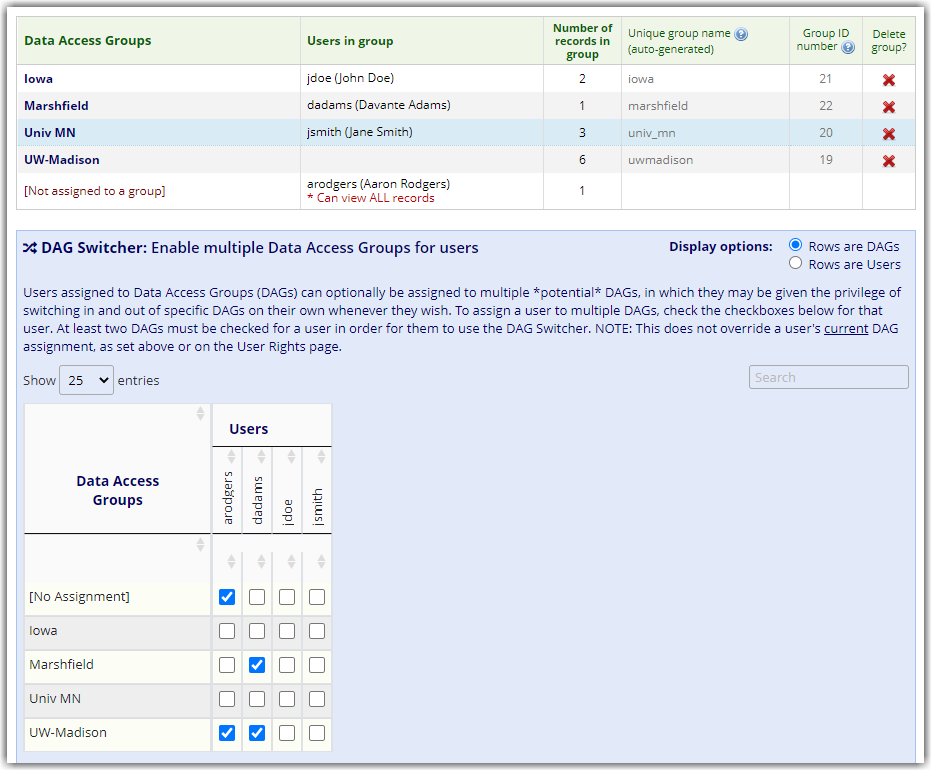 Data Access Groups
Users in group
Number of
records in
group
Unique group name
(auto-generated)
Group ID
number
Delete
group?
Iowa jdoe (John Doe) 2 iowa 21
Marshfield dadams (Davante Adams) 1 marshfield 22
Univ MN jsmith (Jane Smith) 3 univ_mn 20
UW-Madison 6 uwmadison 19
[Not assigned to a group] arodgers (Aaron Rodgers) 1
* Can view ALL records
DAG Switcher: Enable multiple Data Access Groups for users
Display options: Rows are DAGs
Rows are Users
Users assigned to Data Access Groups (DAGs) can optionally be assigned to multiple *potential* DAGs, in which they may be given the privilege of
switching in and out of specific DAGs on their own whenever they wish. To assign a user to multiple DAGs, check the checkboxes below for that
user. At least two DAGs must be checked for a user in order for them to use the DAG Switcher. NOTE: This does not override a user's current DAG
assignment, as set above or on the User Rights page.
Show 25 entries
Search
Data Access
Groups
Users
arodgers
dadams
jdoe
jsmith
[No Assignment]
Iowa
Marshfield
Univ MN
UW-Madison